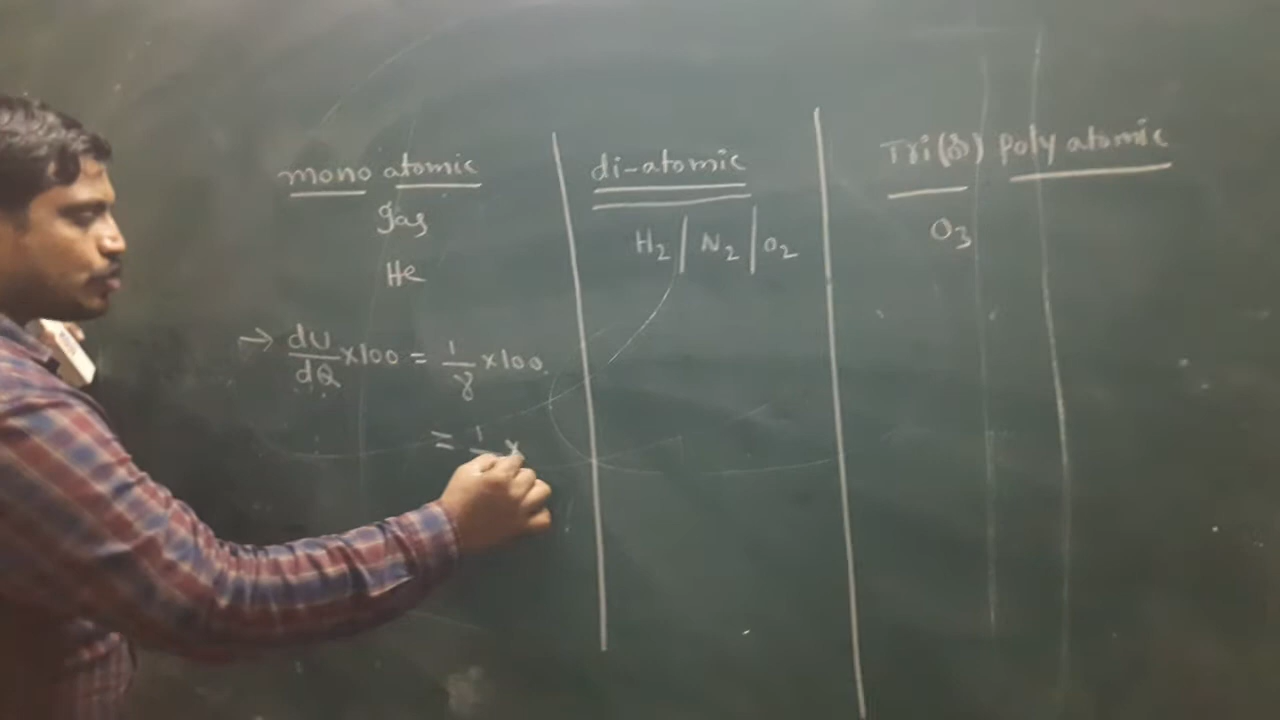 mono atomic
gas
He
→ dU/dQ ×100 = 1/γ ×100
= 1
di-atomic
H₂ | N₂ | O₂
Tri (or) poly atomic
O₃